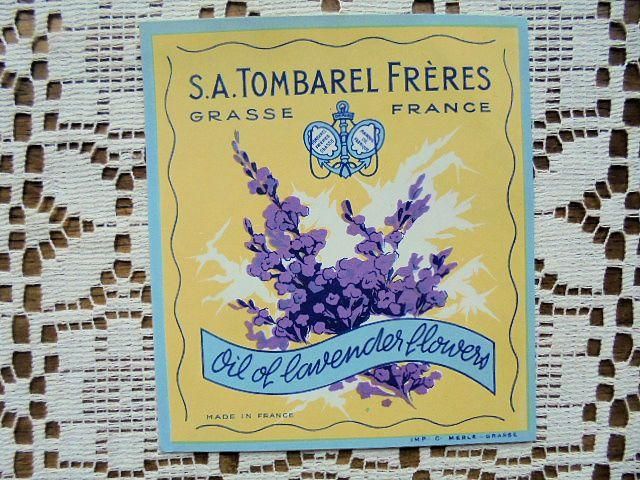 S.A. TOMBAREL FRÈRES
GRASSE FRANCE
Oil of lavender flowers
MADE IN FRANCE
IMP. C. MERLE - GRASSE